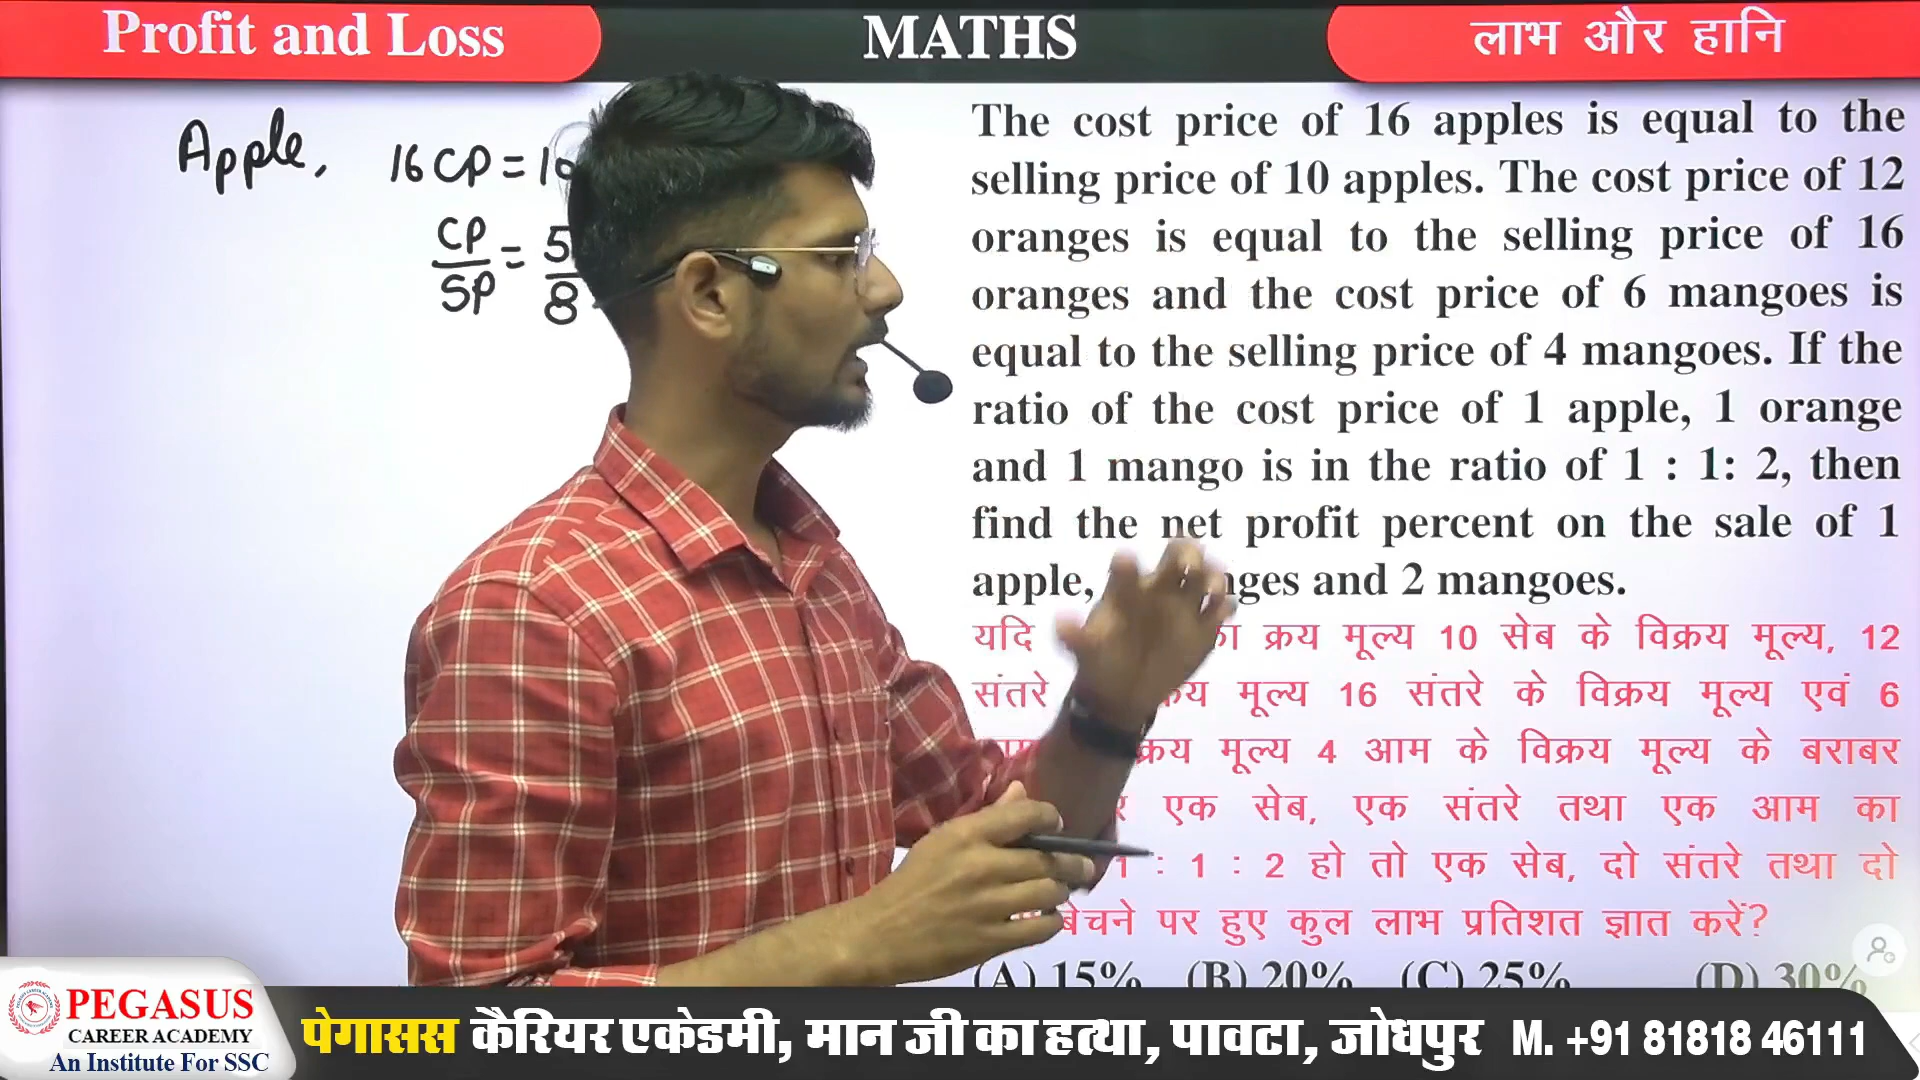 Profit and Loss
MATHS
लाभ और हानि
Apple, 16 CP = 10
CP/SP = 5/8
The cost price of 16 apples is equal to the
selling price of 10 apples. The cost price of 12
oranges is equal to the selling price of 16
oranges and the cost price of 6 mangoes is
equal to the selling price of 4 mangoes. If the
ratio of the cost price of 1 apple, 1 orange
and 1 mango is in the ratio of 1 : 1: 2, then
find the net profit percent on the sale of 1
apple, and 2 mangoes.
यदि क्रय मूल्य 10 सेब के विक्रय मूल्य, 12
संतरे मूल्य 16 संतरे के विक्रय मूल्य एवं 6
क्रय मूल्य 4 आम के विक्रय मूल्य के बराबर
एक सेब, एक संतरे तथा एक आम का
1 : 1 : 2 हो तो एक सेब, दो संतरे तथा दो
बेचने पर हुए कुल लाभ प्रतिशत ज्ञात करें?
(A) 15% (B) 20% (C) 25% (D) 30%
PEGASUS
CAREER ACADEMY
An Institute For SSC
पेगासस कैरियर एकेडमी, मान जी का हत्था, पावटा, जोधपुर M. +91 81818 46111